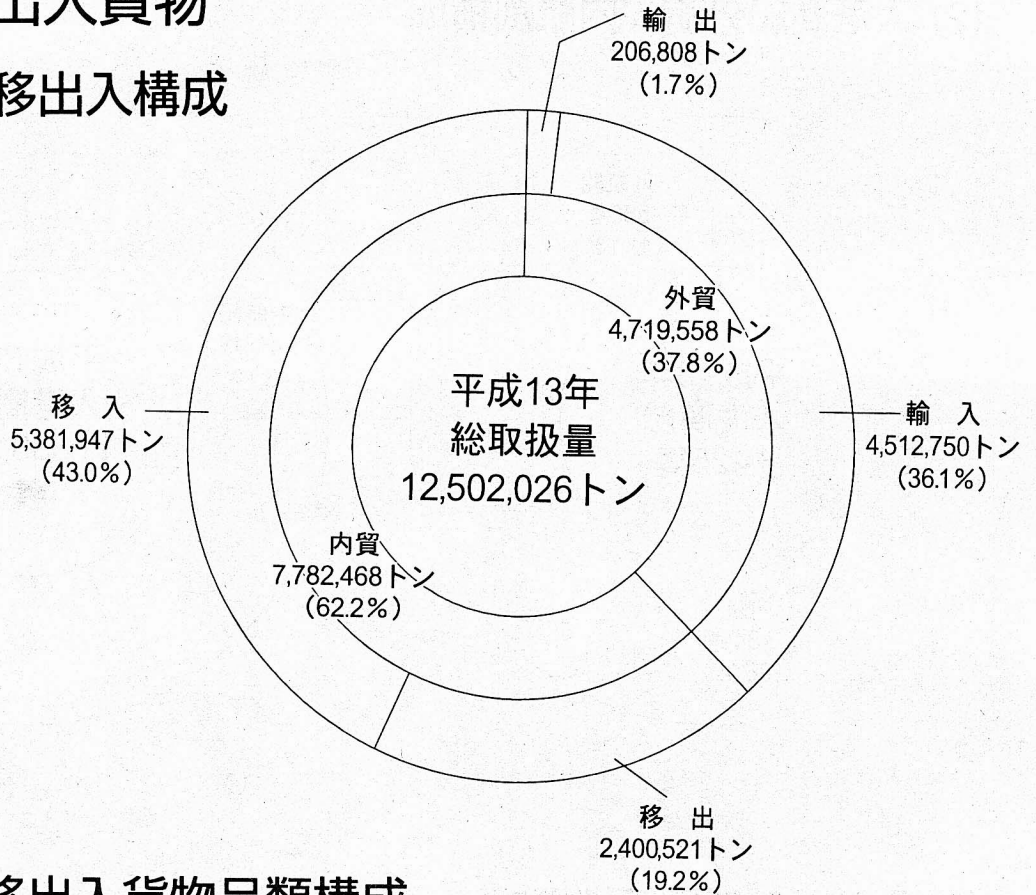 出入貨物
移出入構成
輸 出
206,808トン
(1.7%)
外貿
4,719,558トン
(37.8%)
平成13年
総取扱量
12,502,026トン
移 入
5,381,947トン
(43.0%)
輸 入
4,512,750トン
(36.1%)
内貿
7,782,468トン
(62.2%)
移 出
2,400,521トン
(19.2%)
移出入貨物品類構成